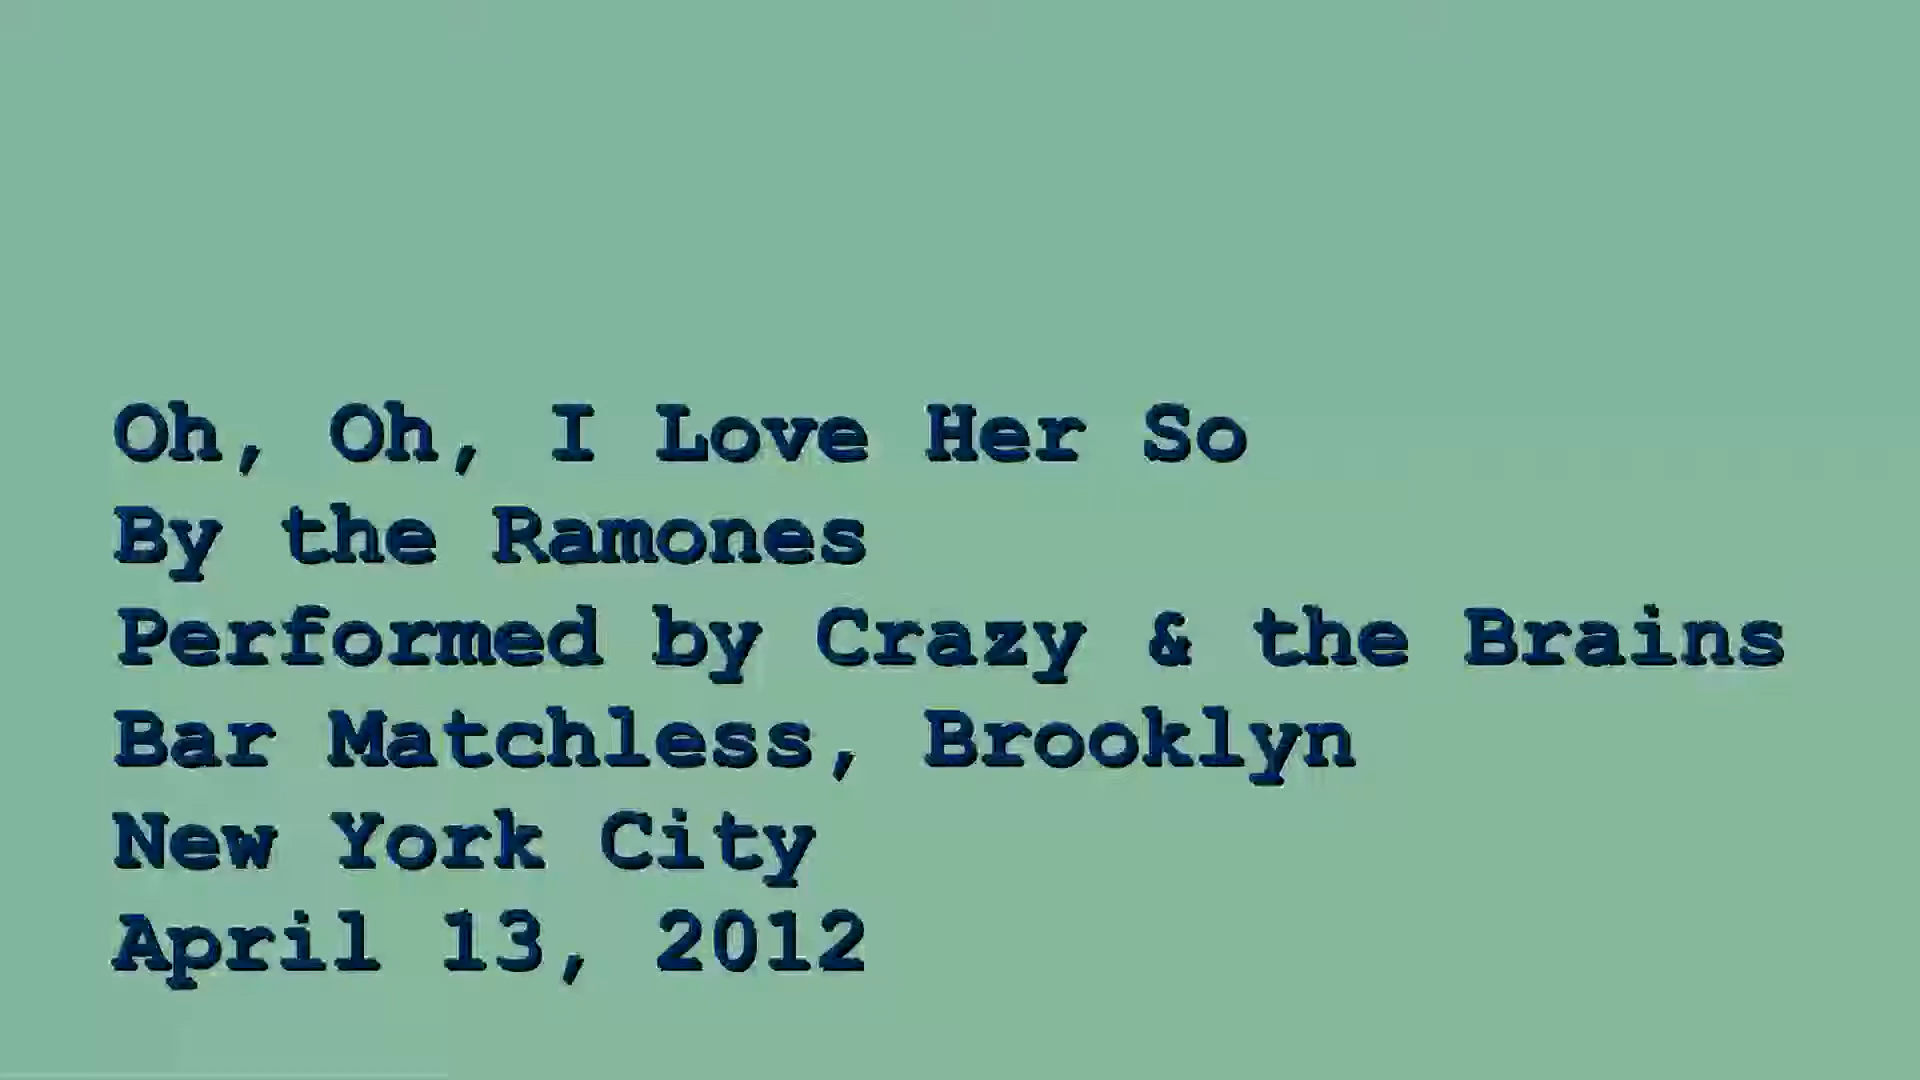 Oh, Oh, I Love Her So
By the Ramones
Performed by Crazy & the Brains
Bar Matchless, Brooklyn
New York City
April 13, 2012